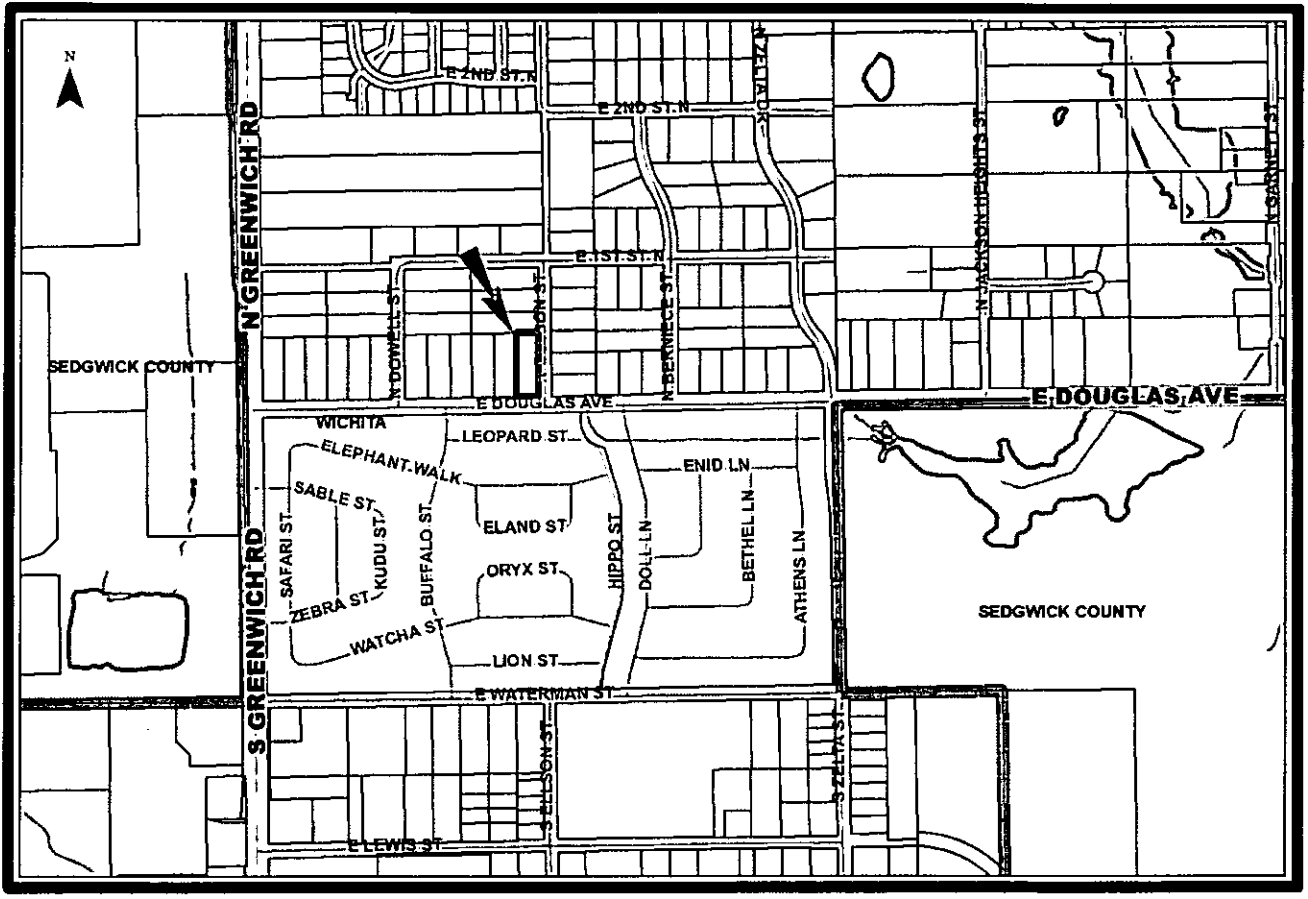 N
E 2ND ST. N
E 2ND ST. N
N ZELTA DR
N GREENWICH RD
N JACKSON HEIGHTS ST.
N GARNETT ST
E 1ST ST. N
N DOWELL ST
N BERNIECE ST
SEDGWICK COUNTY
E DOUGLAS AVE
E DOUGLAS AVE
WICHITA
LEOPARD ST.
ELEPHANT WALK
ENID LN
SABLE ST.
ELAND ST
SAFARI ST.
KUDU ST.
BUFFALO ST
HIPPO ST
DOLL LN
BETHEL LN
ATHENS LN
ORYX ST.
ZEBRA ST.
SEDGWICK COUNTY
WATCHA ST
LION ST
S GREENWICH RD
E WATERMAN ST
S ELLSON ST
S ZELTA ST
E LEWIS ST